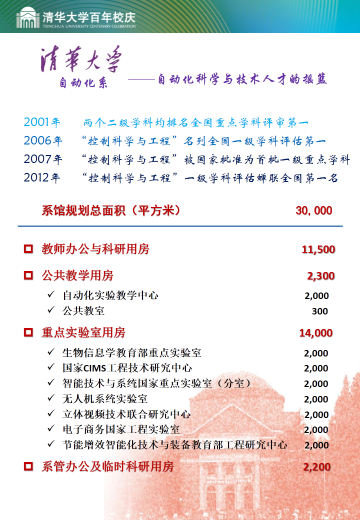 清华大学百年校庆
TSINGHUA UNIVERSITY CENTENARY CELEBRATION
清華大学
自动化系 ——自动化科学与技术人才的摇篮
2001年 两个二级学科均排名全国重点学科评审第一
2006年 “控制科学与工程”名列全国一级学科评估第一
2007年 “控制科学与工程”被国家批准为首批一级重点学科
2012年 “控制科学与工程”一级学科评估蝉联全国第一名
系馆规划总面积（平方米） 30,000
教师办公与科研用房 11,500
公共教学用房 2,300
✓ 自动化实验教学中心 2,000
✓ 公共教室 300
重点实验室用房 14,000
✓ 生物信息学教育部重点实验室 2,000
✓ 国家CIMS工程技术研究中心 2,000
✓ 智能技术与系统国家重点实验室（分室） 2,000
✓ 无人机系统实验室 2,000
✓ 立体视频技术联合研究中心 2,000
✓ 电子商务国家工程实验室 2,000
✓ 节能增效智能化技术与装备教育部工程研究中心 2,000
系管办公及临时科研用房 2,200